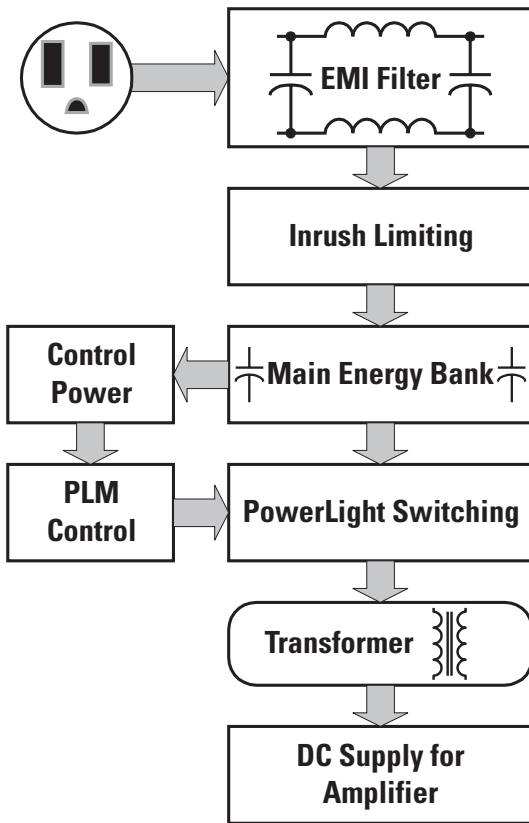 EMI Filter
Inrush Limiting
Control
Power
Main Energy Bank
PLM
Control
PowerLight Switching
Transformer
DC Supply for
Amplifier